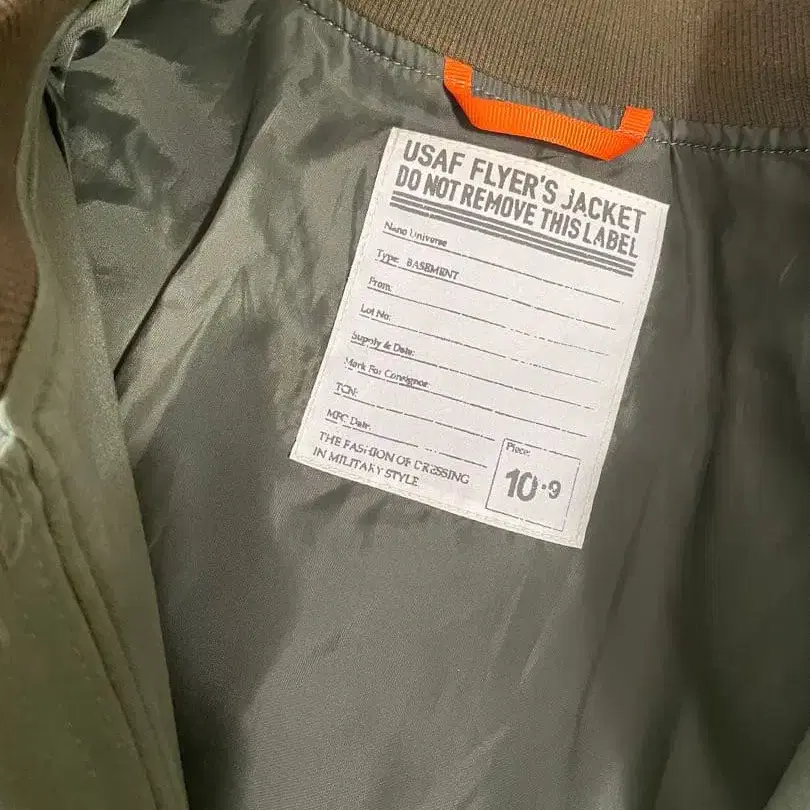 USAF FLYER'S JACKET
DO NOT REMOVE THIS LABEL
Nano Universe
Type: BASEMENT
From:
Lot No:
Supply & Date:
Mark For Consignor
TCN:
MFC Date:
THE FASHION OF DRESSING
IN MILITARY STYLE
Piece:
10·9